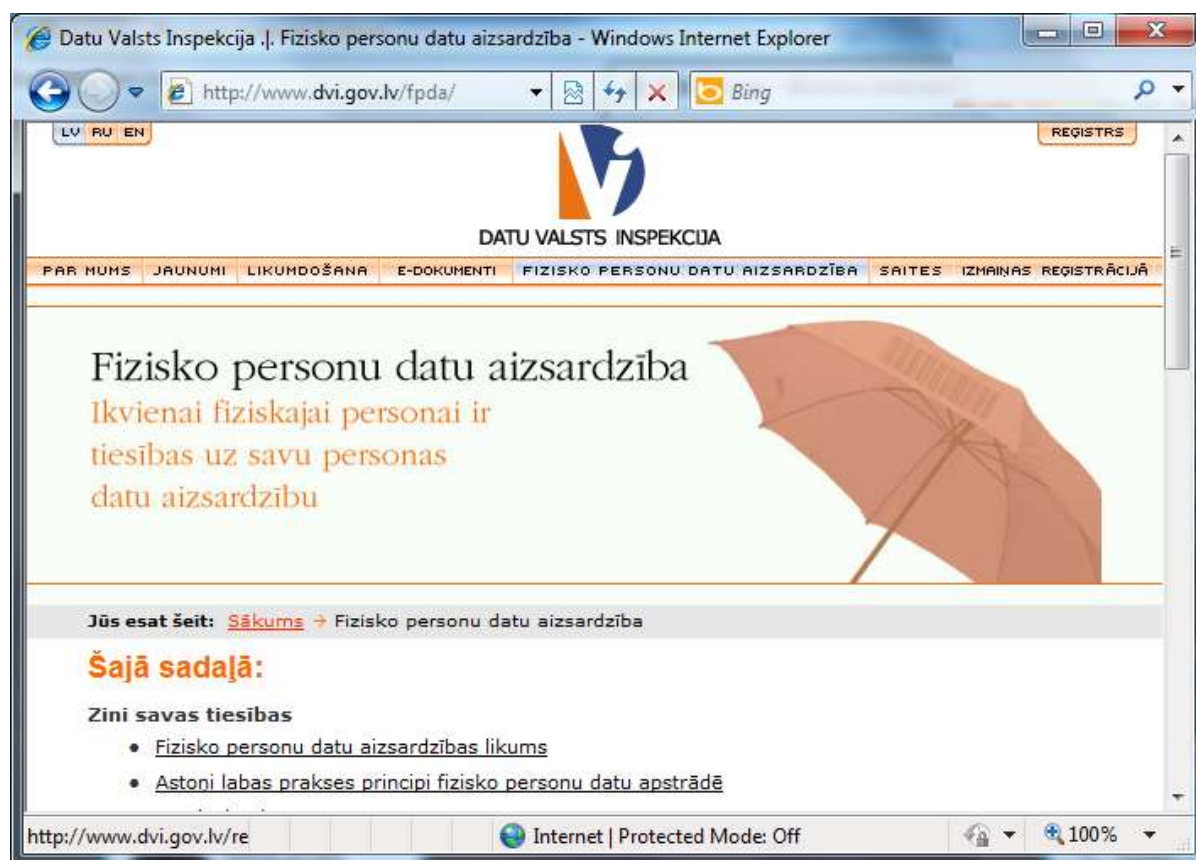 Datu Valsts Inspekcija .|. Fizisko personu datu aizsardzība - Windows Internet Explorer
http://www.dvi.gov.lv/fpda/
Bing
LV RU EN
REĢISTRS
DATU VALSTS INSPEKCIJA
PAR MUMS JAUNUMI LIKUMDOŠANA E-DOKUMENTI FIZISKO PERSONU DATU AIZSARDZĪBA SAITES IZMAIŅAS REĢISTRĀCIJĀ
Fizisko personu datu aizsardzība
Ikvienai fiziskajai personai ir
tiesības uz savu personas
datu aizsardzību
Jūs esat šeit: Sākums → Fizisko personu datu aizsardzība
Šajā sadaļā:
Zini savas tiesības
• Fizisko personu datu aizsardzības likums
• Astoņi labas prakses principi fizisko personu datu apstrādē
http://www.dvi.gov.lv/re
Internet | Protected Mode: Off
100%